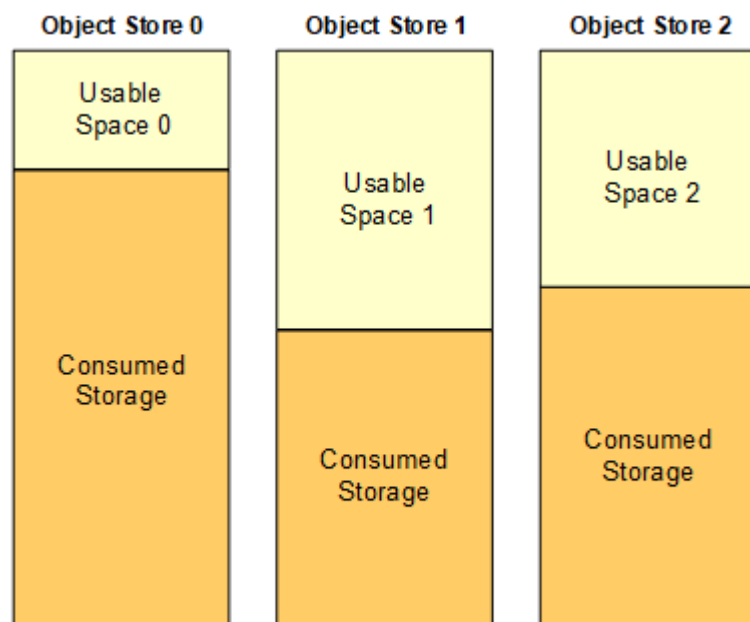 Object Store 0
Object Store 1
Object Store 2
Usable
Space 0
Usable
Space 1
Usable
Space 2
Consumed
Storage
Consumed
Storage
Consumed
Storage